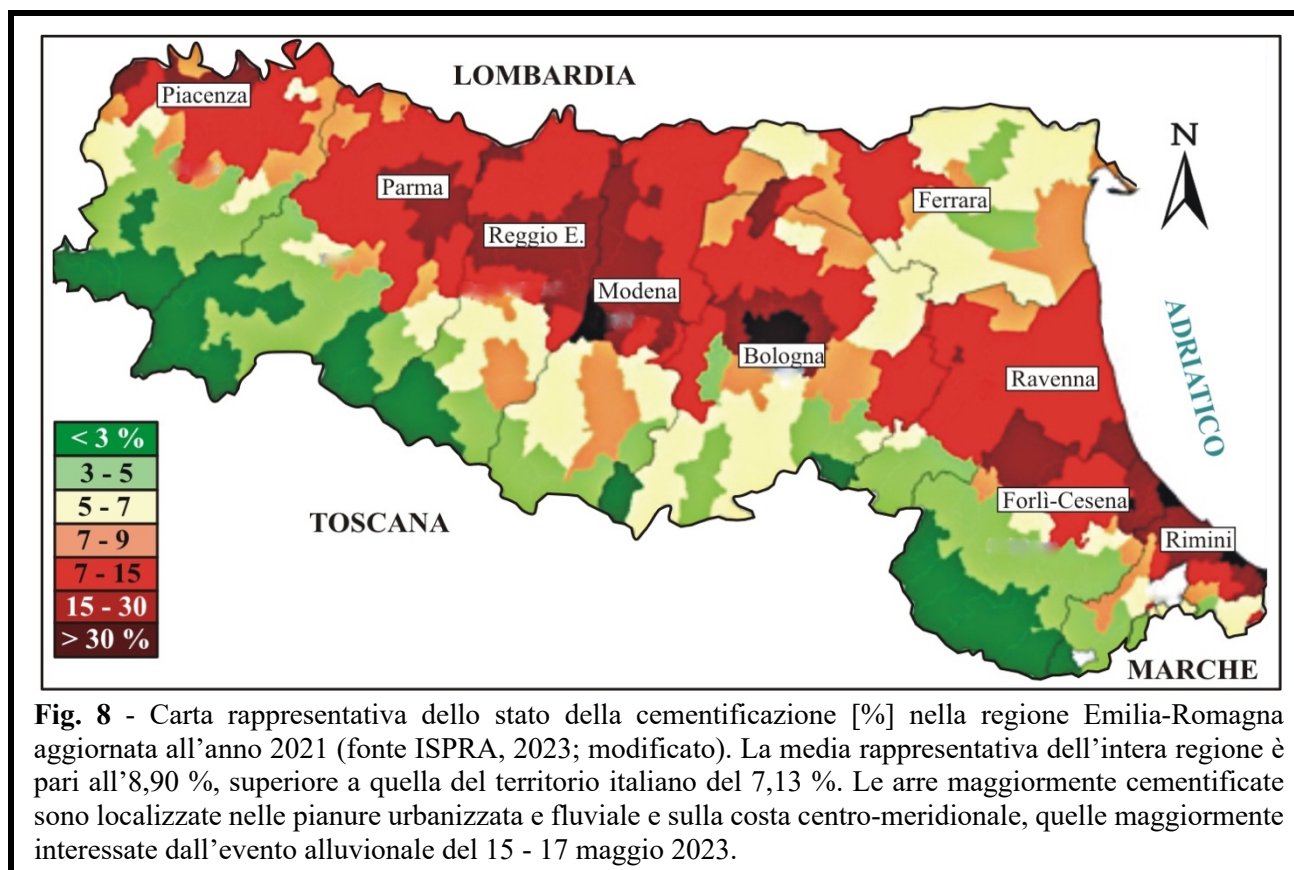 LOMBARDIA
Piacenza
N
Parma
Ferrara
Reggio E.
Modena
ADRIATICO
Bologna
Ravenna
< 3 %
3 - 5
5 - 7
7 - 9
7 - 15
15 - 30
> 30 %
TOSCANA
Forlì-Cesena
Rimini
MARCHE
Fig. 8 - Carta rappresentativa dello stato della cementificazione [%] nella regione Emilia-Romagna
aggiornata all'anno 2021 (fonte ISPRA, 2023; modificato). La media rappresentativa dell'intera regione è
pari all'8,90 %, superiore a quella del territorio italiano del 7,13 %. Le arre maggiormente cementificate
sono localizzate nelle pianure urbanizzata e fluviale e sulla costa centro-meridionale, quelle maggiormente
interessate dall'evento alluvionale del 15 - 17 maggio 2023.